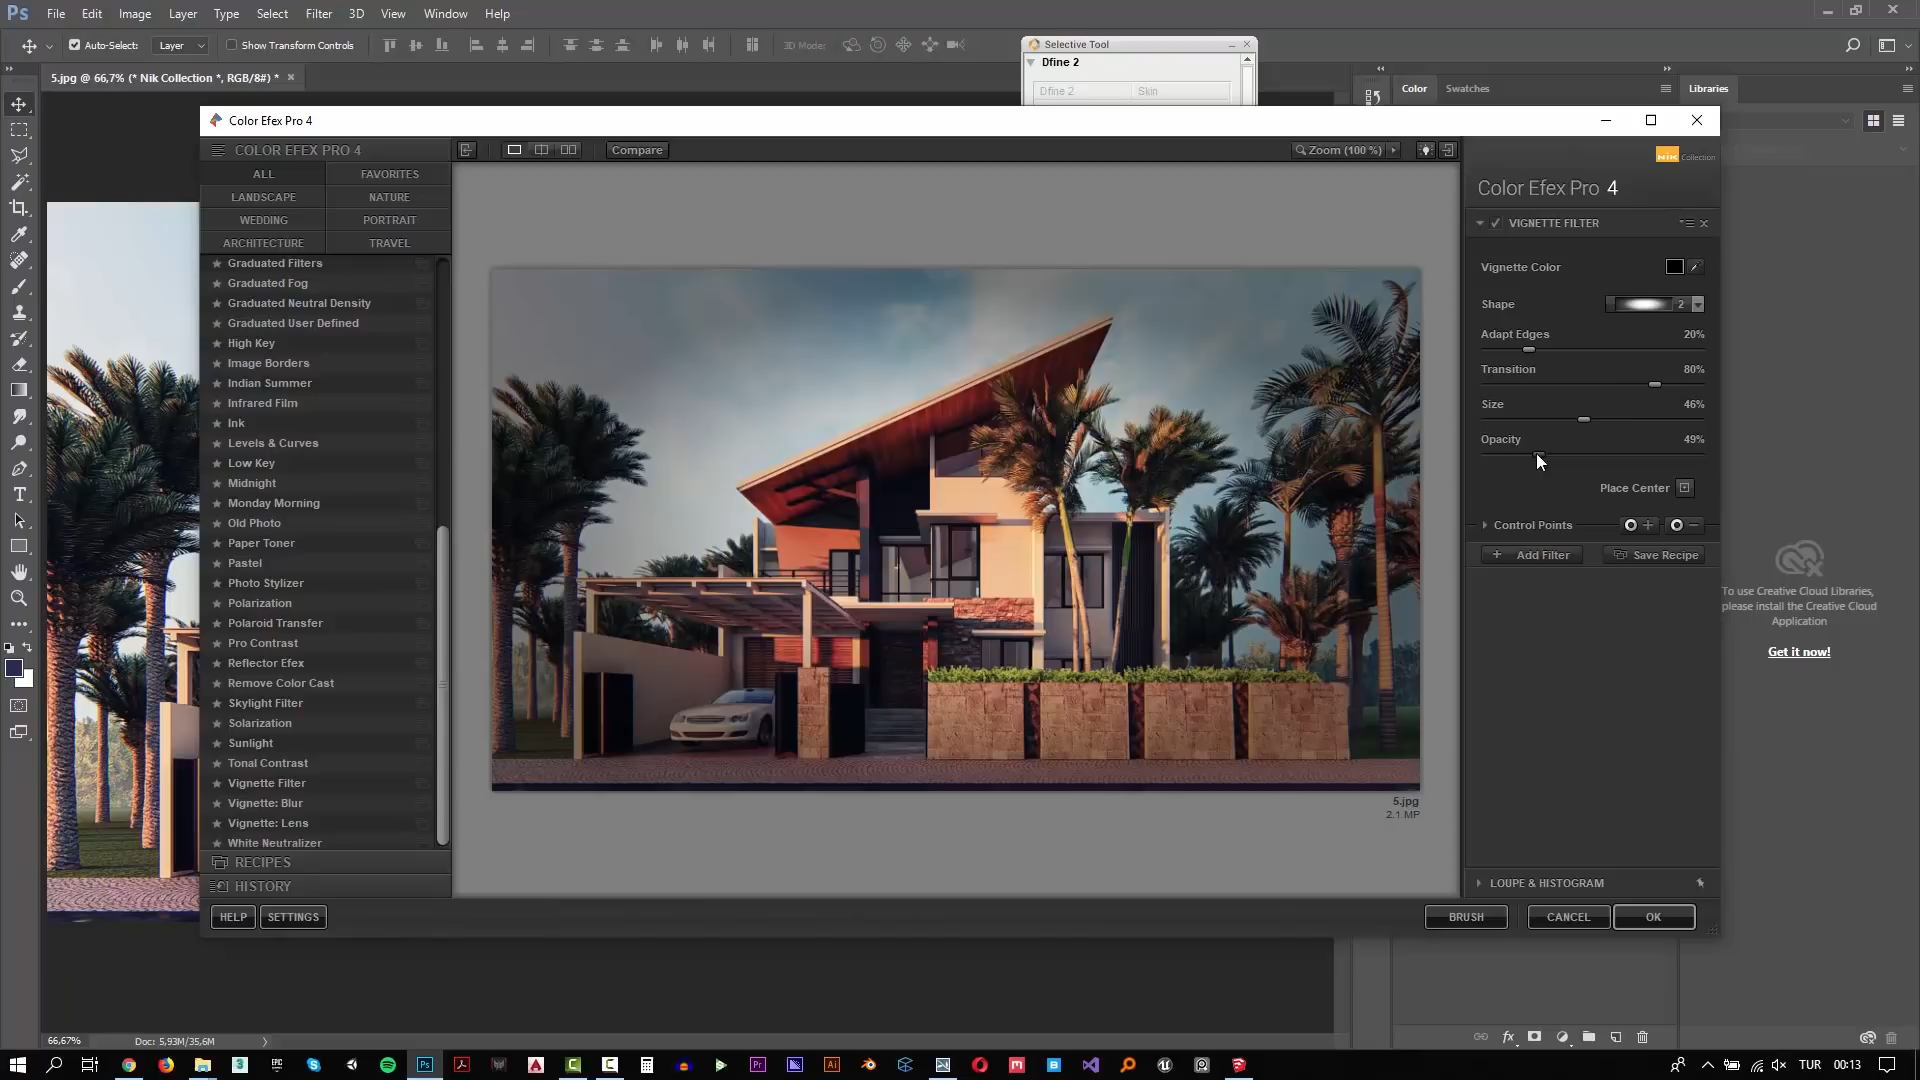 Ps File Edit Image Layer Type Select Filter 3D View Window Help
Auto-Select: Layer Show Transform Controls 3D Mode:
Selective Tool
5.jpg @ 66,7% (* Nik Collection *, RGB/8#) *
Dfine 2
Dfine 2 Skin
Color Swatches Libraries
Color Efex Pro 4
COLOR EFEX PRO 4
Compare
Zoom (100 %)
ALL FAVORITES
LANDSCAPE NATURE
WEDDING PORTRAIT
ARCHITECTURE TRAVEL
Graduated Filters
Graduated Fog
Graduated Neutral Density
Graduated User Defined
High Key
Image Borders
Indian Summer
Infrared Film
Ink
Levels & Curves
Low Key
Midnight
Monday Morning
Old Photo
Paper Toner
Pastel
Photo Stylizer
Polarization
Polaroid Transfer
Pro Contrast
Reflector Efex
Remove Color Cast
Skylight Filter
Solarization
Sunlight
Tonal Contrast
Vignette Filter
Vignette: Blur
Vignette: Lens
White Neutralizer
RECIPES
HISTORY
HELP SETTINGS
5.jpg
2.1 MP
Nik Collection
Color Efex Pro 4
VIGNETTE FILTER
Vignette Color
Shape 2
Adapt Edges 20%
Transition 80%
Size 46%
Opacity 49%
Place Center
Control Points
Add Filter Save Recipe
LOUPE & HISTOGRAM
BRUSH CANCEL OK
To use Creative Cloud Libraries,
please install the Creative Cloud
Application
Get it now!
66,67% Doc: 5,93M/35,6M
fx
TUR 00:13